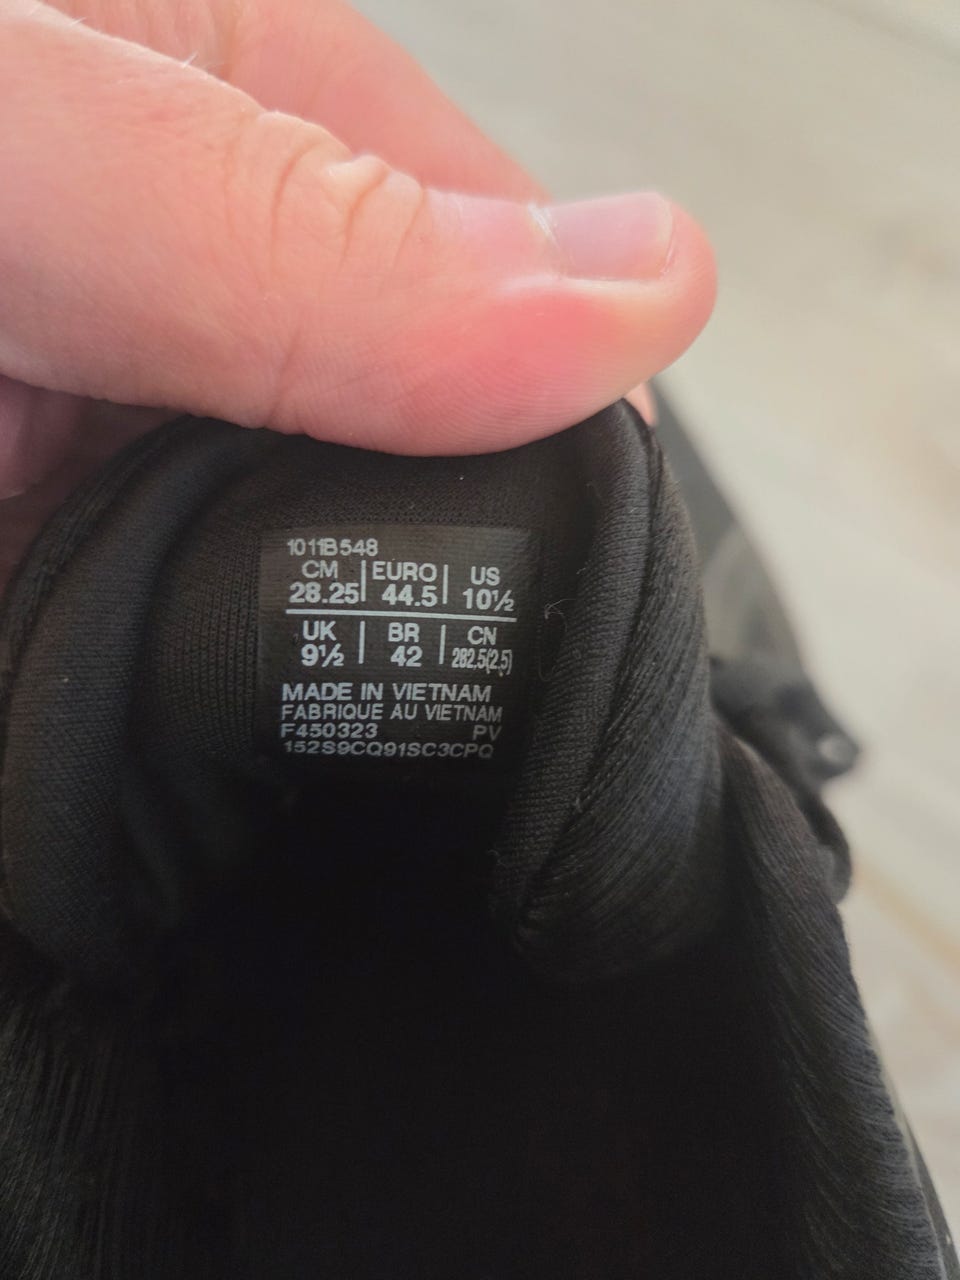 1011B548
CM | EURO | US
28.25 | 44.5 | 10½
UK | BR | CN
9½ | 42 | 282.5(2.5)
MADE IN VIETNAM
FABRIQUE AU VIETNAM
F450323 PV
152S9CQ91SC3CPQ